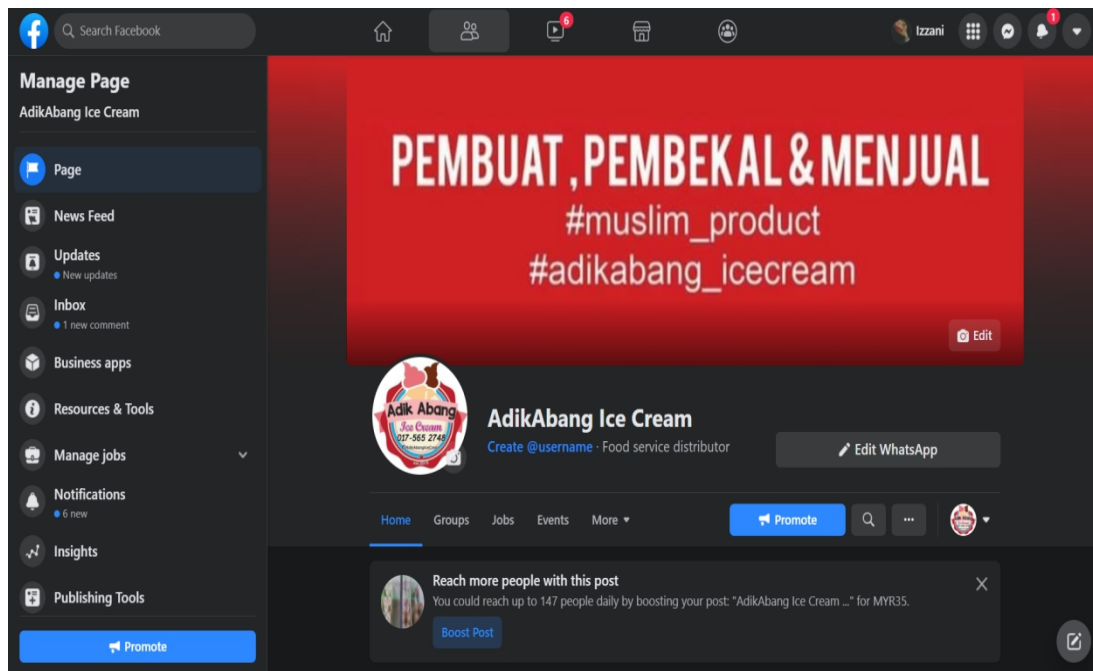 Search Facebook
6
Izzani
1
Manage Page
AdikAbang Ice Cream
Page
News Feed
Updates
New updates
Inbox
1 new comment
Business apps
Resources & Tools
Manage jobs
Notifications
6 new
Insights
Publishing Tools
Promote
PEMBUAT, PEMBEKAL & MENJUAL
#muslim_product
#adikabang_icecream
Edit
Adik Abang
Ice Cream
017-565 2748
AdikAbang Ice Cream
Create @username · Food service distributor
Edit WhatsApp
Home Groups Jobs Events More
Promote
Reach more people with this post
You could reach up to 147 people daily by boosting your post: "AdikAbang Ice Cream ..." for MYR35.
Boost Post